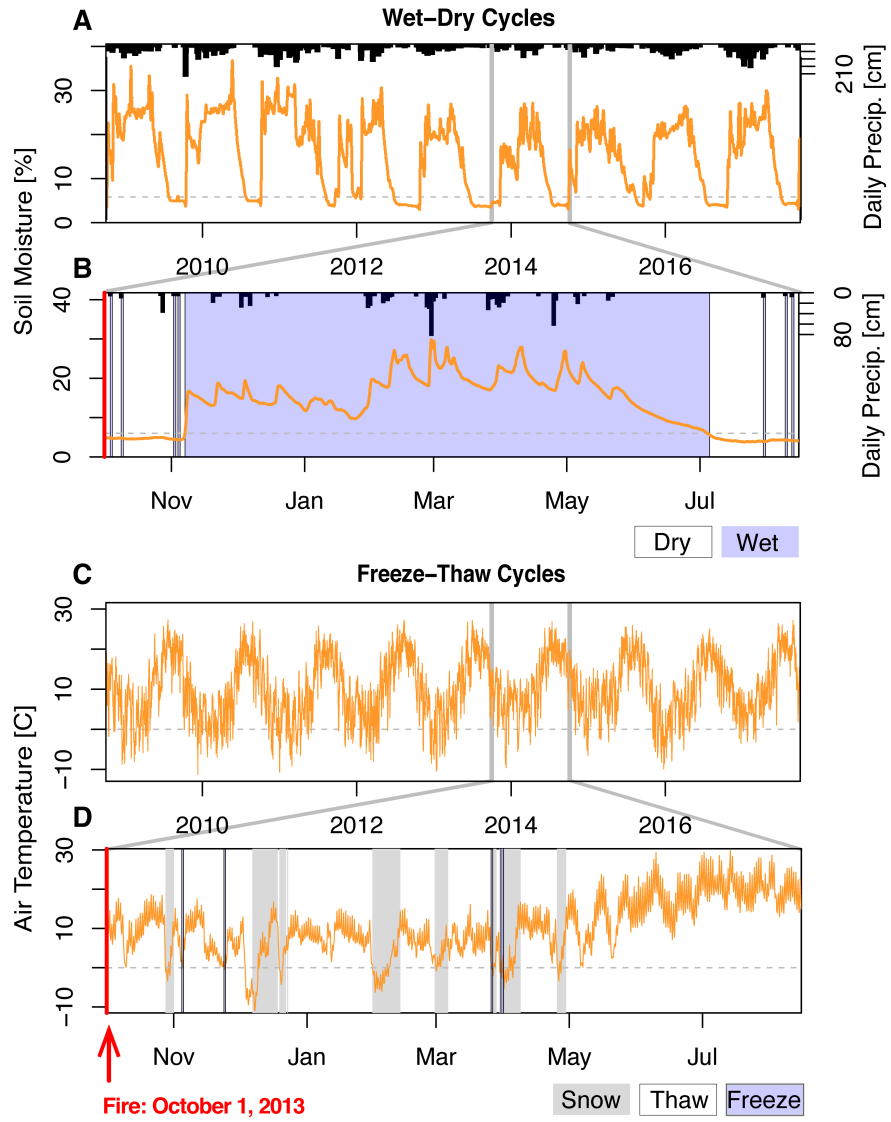 A
Wet–Dry Cycles
Soil Moisture [%]
0
10
30
210
Daily Precip. [cm]
2010
2012
2014
2016
B
0
20
40
0
80
Daily Precip. [cm]
Nov
Jan
Mar
May
Jul
Dry
Wet
C
Freeze–Thaw Cycles
Air Temperature [C]
−10
10
30
2010
2012
2014
2016
D
−10
10
30
Nov
Jan
Mar
May
Jul
Fire: October 1, 2013
Snow
Thaw
Freeze